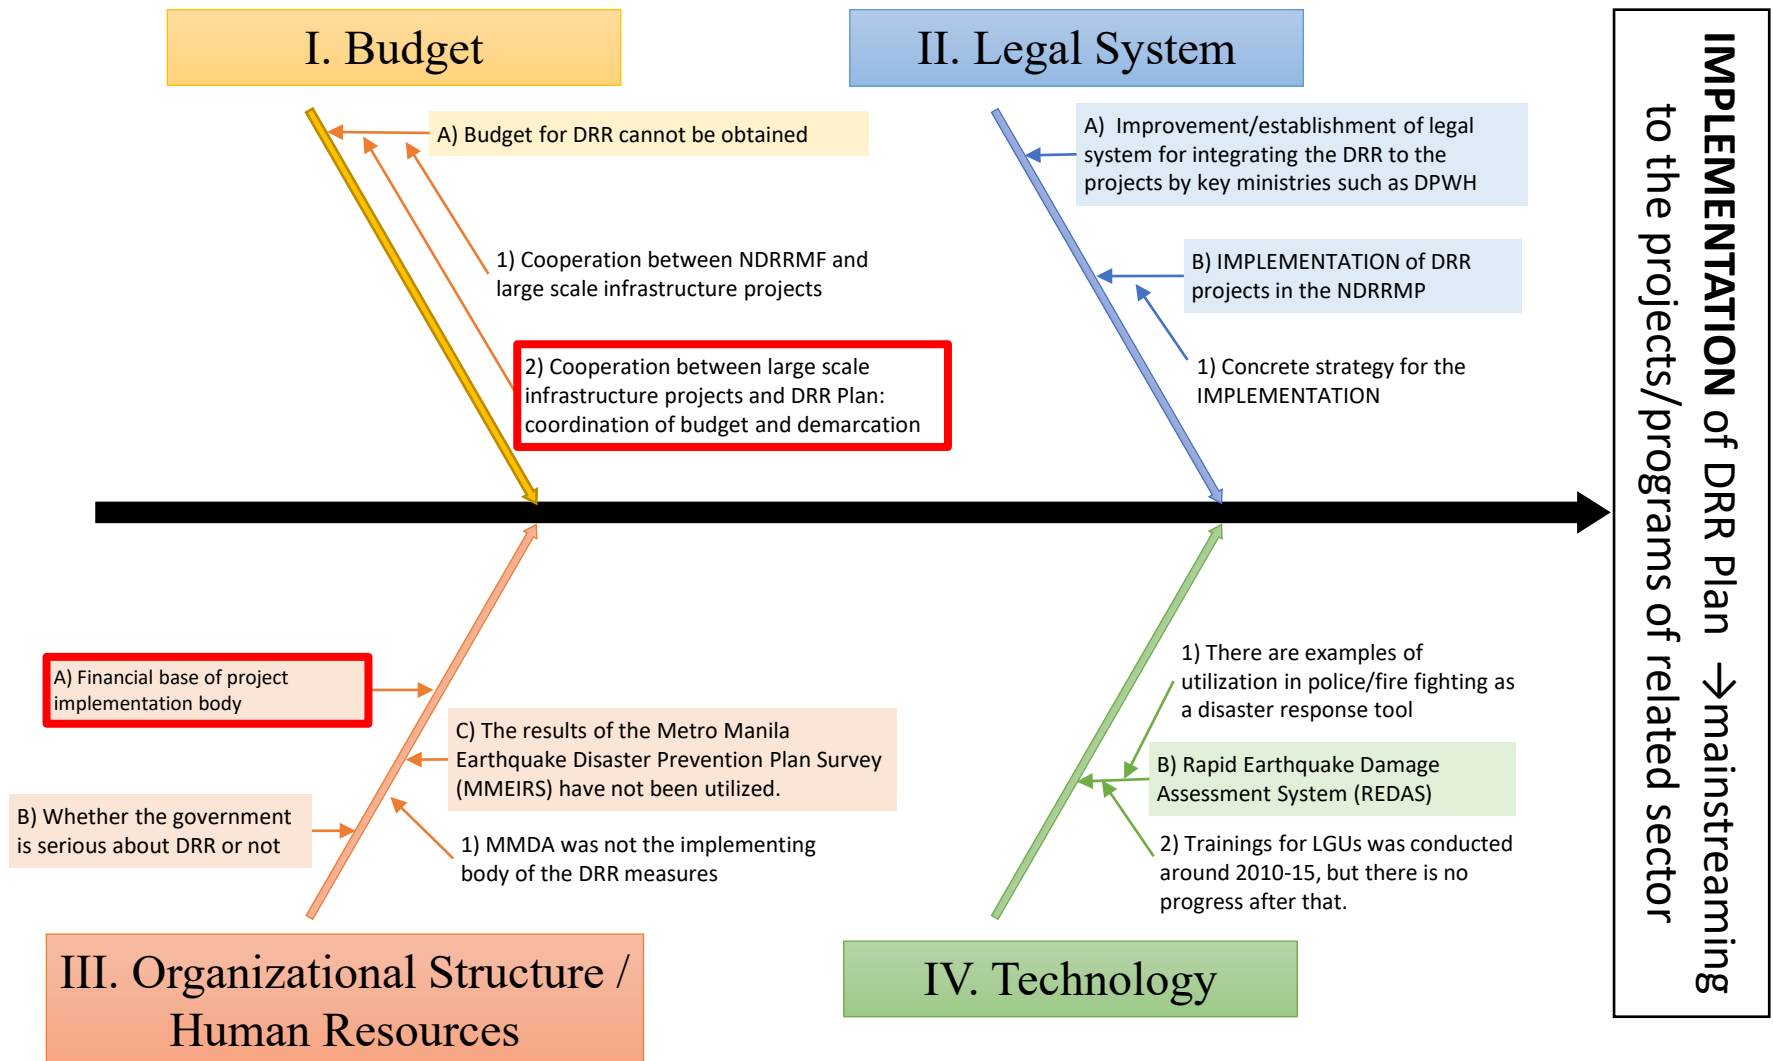 I. Budget
A) Budget for DRR cannot be obtained
1) Cooperation between NDRRMF and
large scale infrastructure projects
2) Cooperation between large scale
infrastructure projects and DRR Plan:
coordination of budget and demarcation
II. Legal System
A) Improvement/establishment of legal
system for integrating the DRR to the
projects by key ministries such as DPWH
B) IMPLEMENTATION of DRR
projects in the NDRRMP
1) Concrete strategy for the
IMPLEMENTATION
A) Financial base of project
implementation body
B) Whether the government
is serious about DRR or not
C) The results of the Metro Manila
Earthquake Disaster Prevention Plan Survey
(MMEIRS) have not been utilized.
1) MMDA was not the implementing
body of the DRR measures
III. Organizational Structure /
Human Resources
1) There are examples of
utilization in police/fire fighting as
a disaster response tool
B) Rapid Earthquake Damage
Assessment System (REDAS)
2) Trainings for LGUs was conducted
around 2010-15, but there is no
progress after that.
IV. Technology
IMPLEMENTATION of DRR Plan →mainstreaming
to the projects/programs of related sector